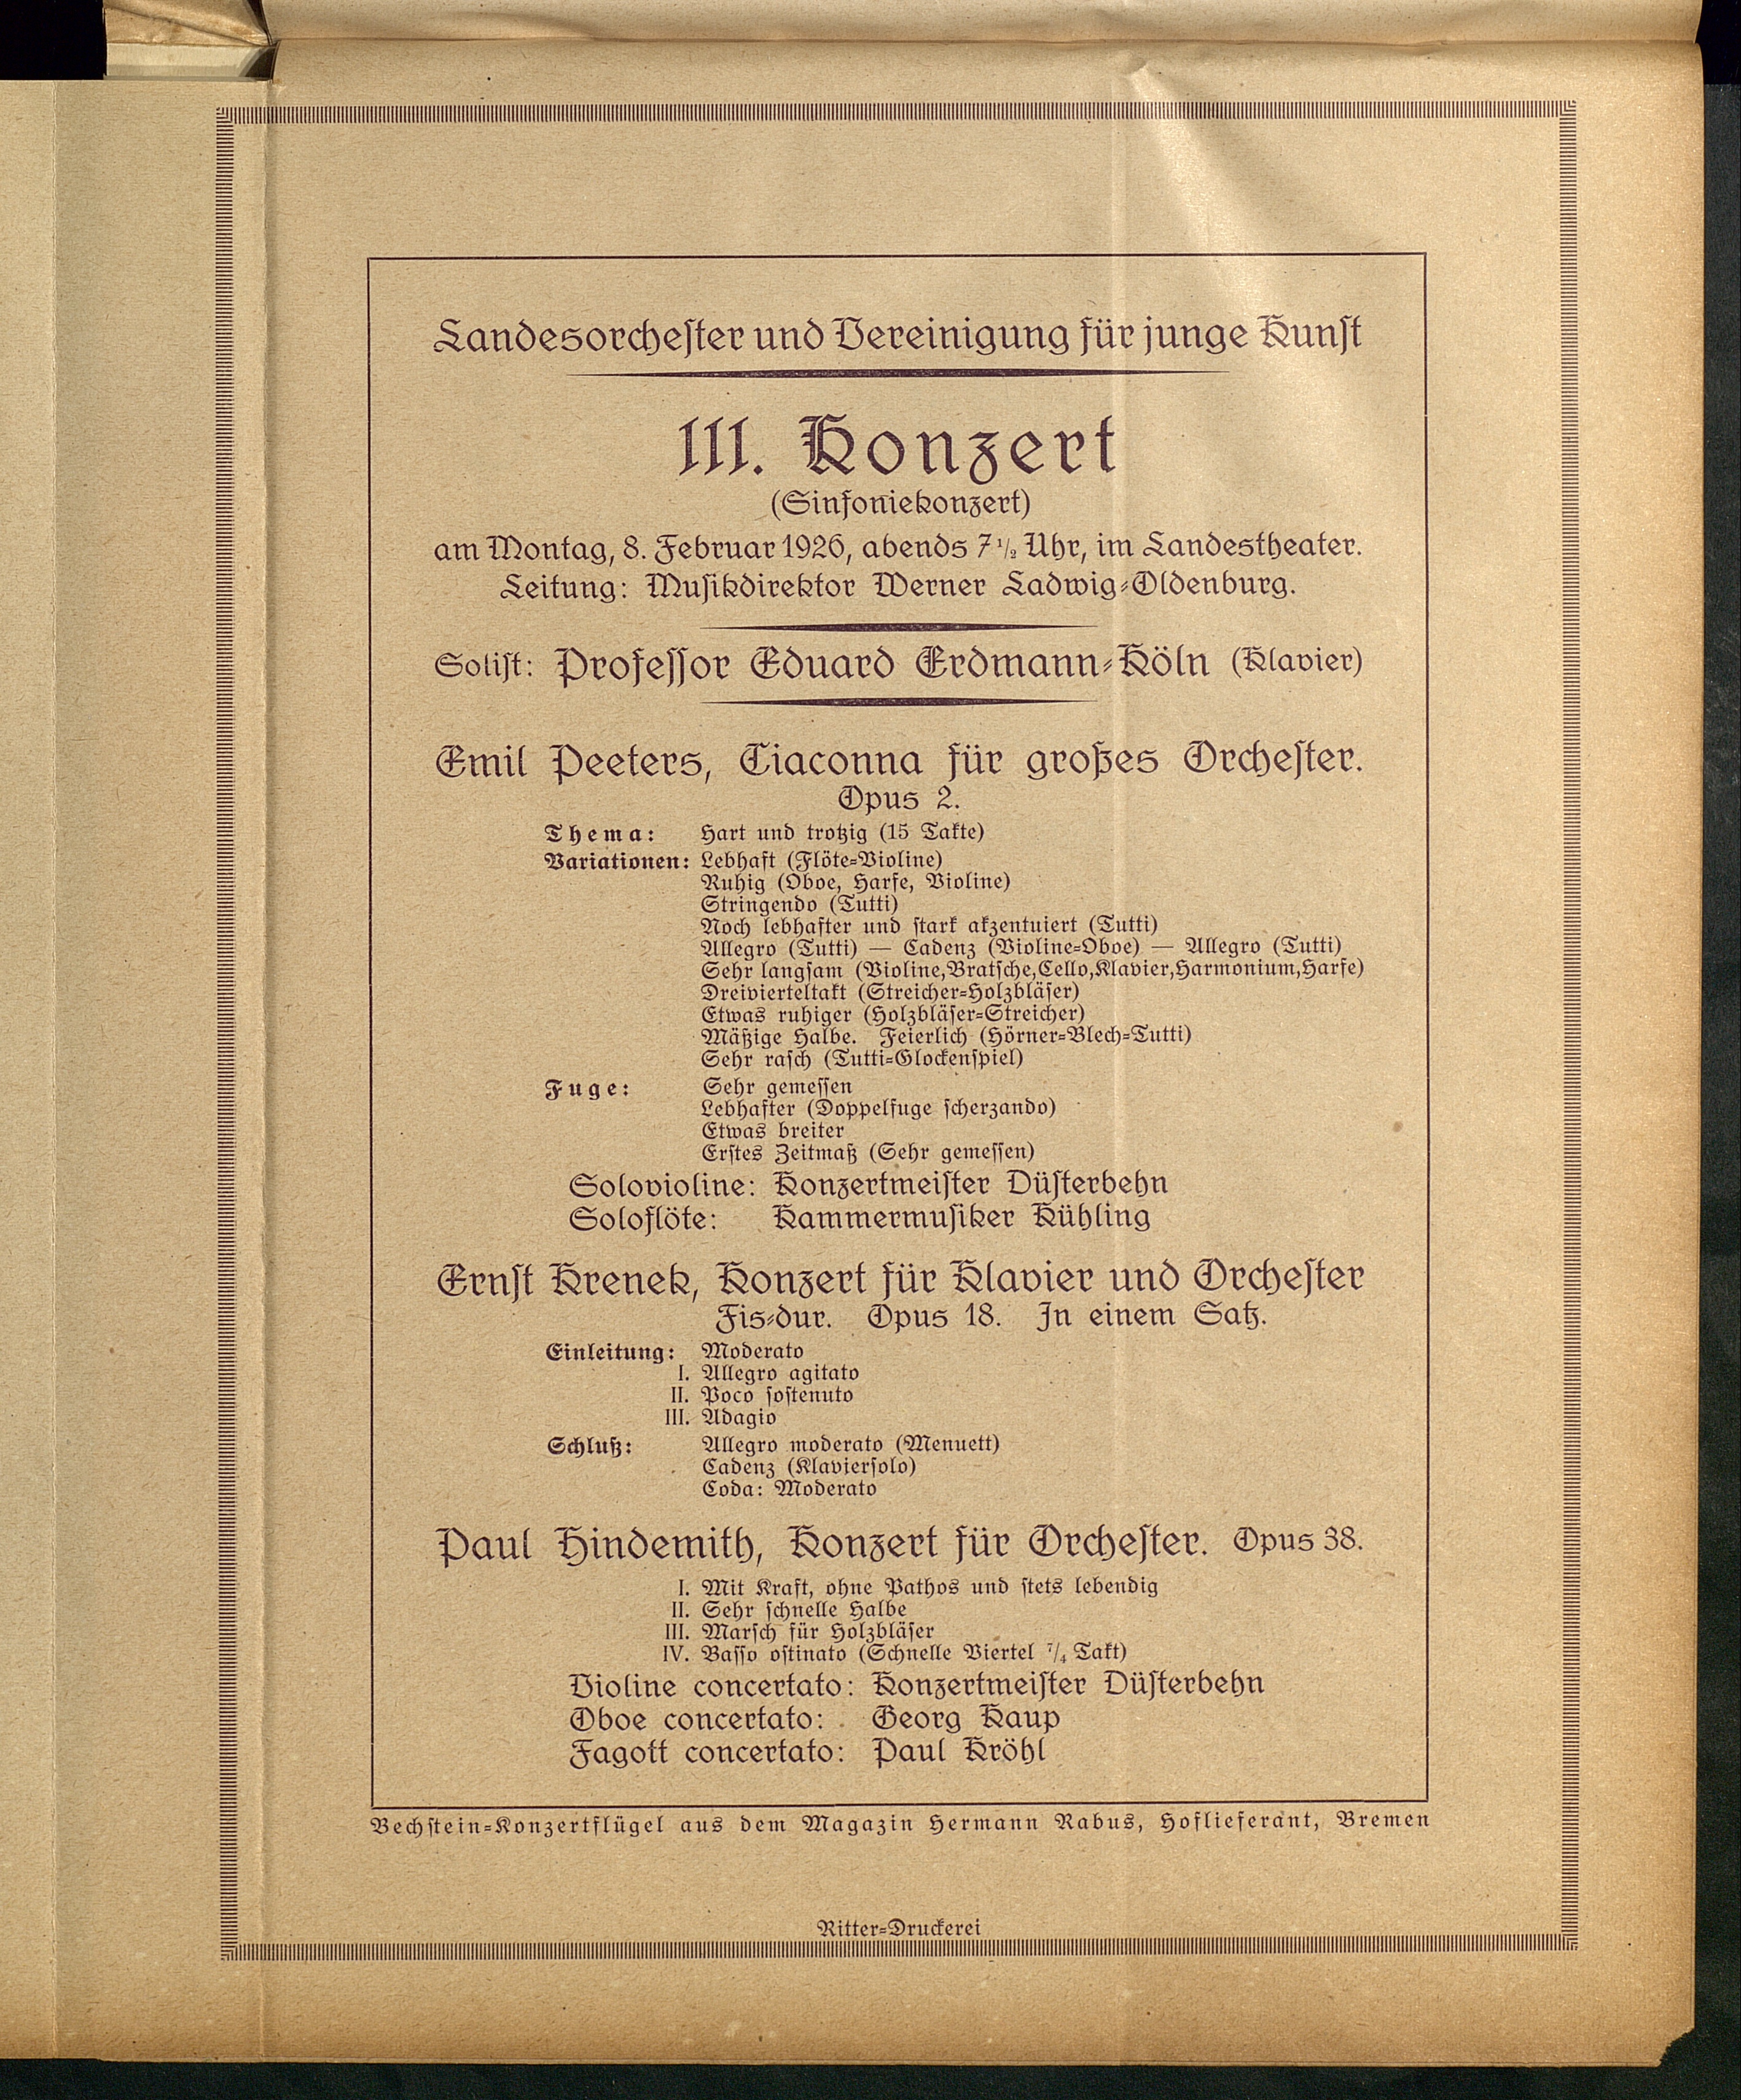 Landesorchester und Vereinigung für junge Kunst
III. Konzert
(Sinfoniekonzert)
am Montag, 8. Februar 1926, abends 7 1/2 Uhr, im Landestheater.
Leitung: Musikdirektor Werner Ladwig-Oldenburg.
Solist: Professor Eduard Erdmann-Köln (Klavier)
Emil Peeters, Ciaconna für großes Orchester.
Opus 2.
Thema: Hart und trotzig (15 Takte)
Variationen: Lebhaft (Flöte-Violine)
Ruhig (Oboe, Harfe, Violine)
Stringendo (Tutti)
Noch lebhafter und stark akzentuiert (Tutti)
Allegro (Tutti) — Cadenz (Violine-Oboe) — Allegro (Tutti)
Sehr langsam (Violine,Bratsche,Cello,Klavier,Harmonium,Harfe)
Dreivierteltakt (Streicher-Holzbläser)
Etwas ruhiger (Holzbläser-Streicher)
Mäßige Halbe. Feierlich (Hörner-Blech-Tutti)
Sehr rasch (Tutti-Glockenspiel)
Fuge: Sehr gemessen
Lebhafter (Doppelfuge scherzando)
Etwas breiter
Erstes Zeitmaß (Sehr gemessen)
Solovioline: Konzertmeister Düsterbehn
Soloflöte: Kammermusiker Kühling
Ernst Krenek, Konzert für Klavier und Orchester
Fis-dur. Opus 18. In einem Satz.
Einleitung: Moderato
I. Allegro agitato
II. Poco sostenuto
III. Adagio
Schluß: Allegro moderato (Menuett)
Cadenz (Klaviersolo)
Coda: Moderato
Paul Hindemith, Konzert für Orchester. Opus 38.
I. Mit Kraft, ohne Pathos und stets lebendig
II. Sehr schnelle Halbe
III. Marsch für Holzbläser
IV. Basso ostinato (Schnelle Viertel 7/4 Takt)
Violine concertato: Konzertmeister Düsterbehn
Oboe concertato: Georg Kaup
Fagott concertato: Paul Kröhl
Bechstein-Konzertflügel aus dem Magazin Hermann Rabus, Hoflieferant, Bremen
Ritter-Druckerei